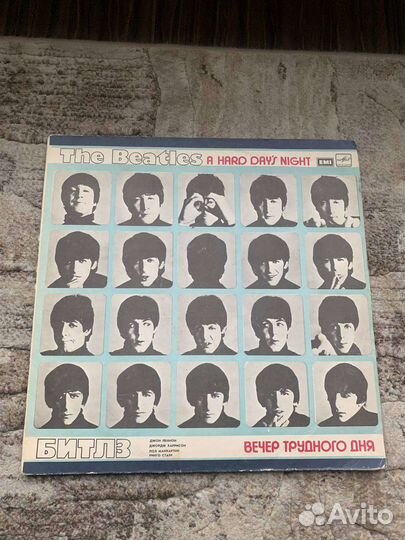 The Beatles A HARD DAY'S NIGHT EMI
БИТЛЗ
ДЖОН ЛЕННОН
ДЖОРДЖ ХАРРИСОН
ПОЛ МАККАРТНИ
РИНГО СТАРР
ВЕЧЕР ТРУДНОГО ДНЯ
Avito